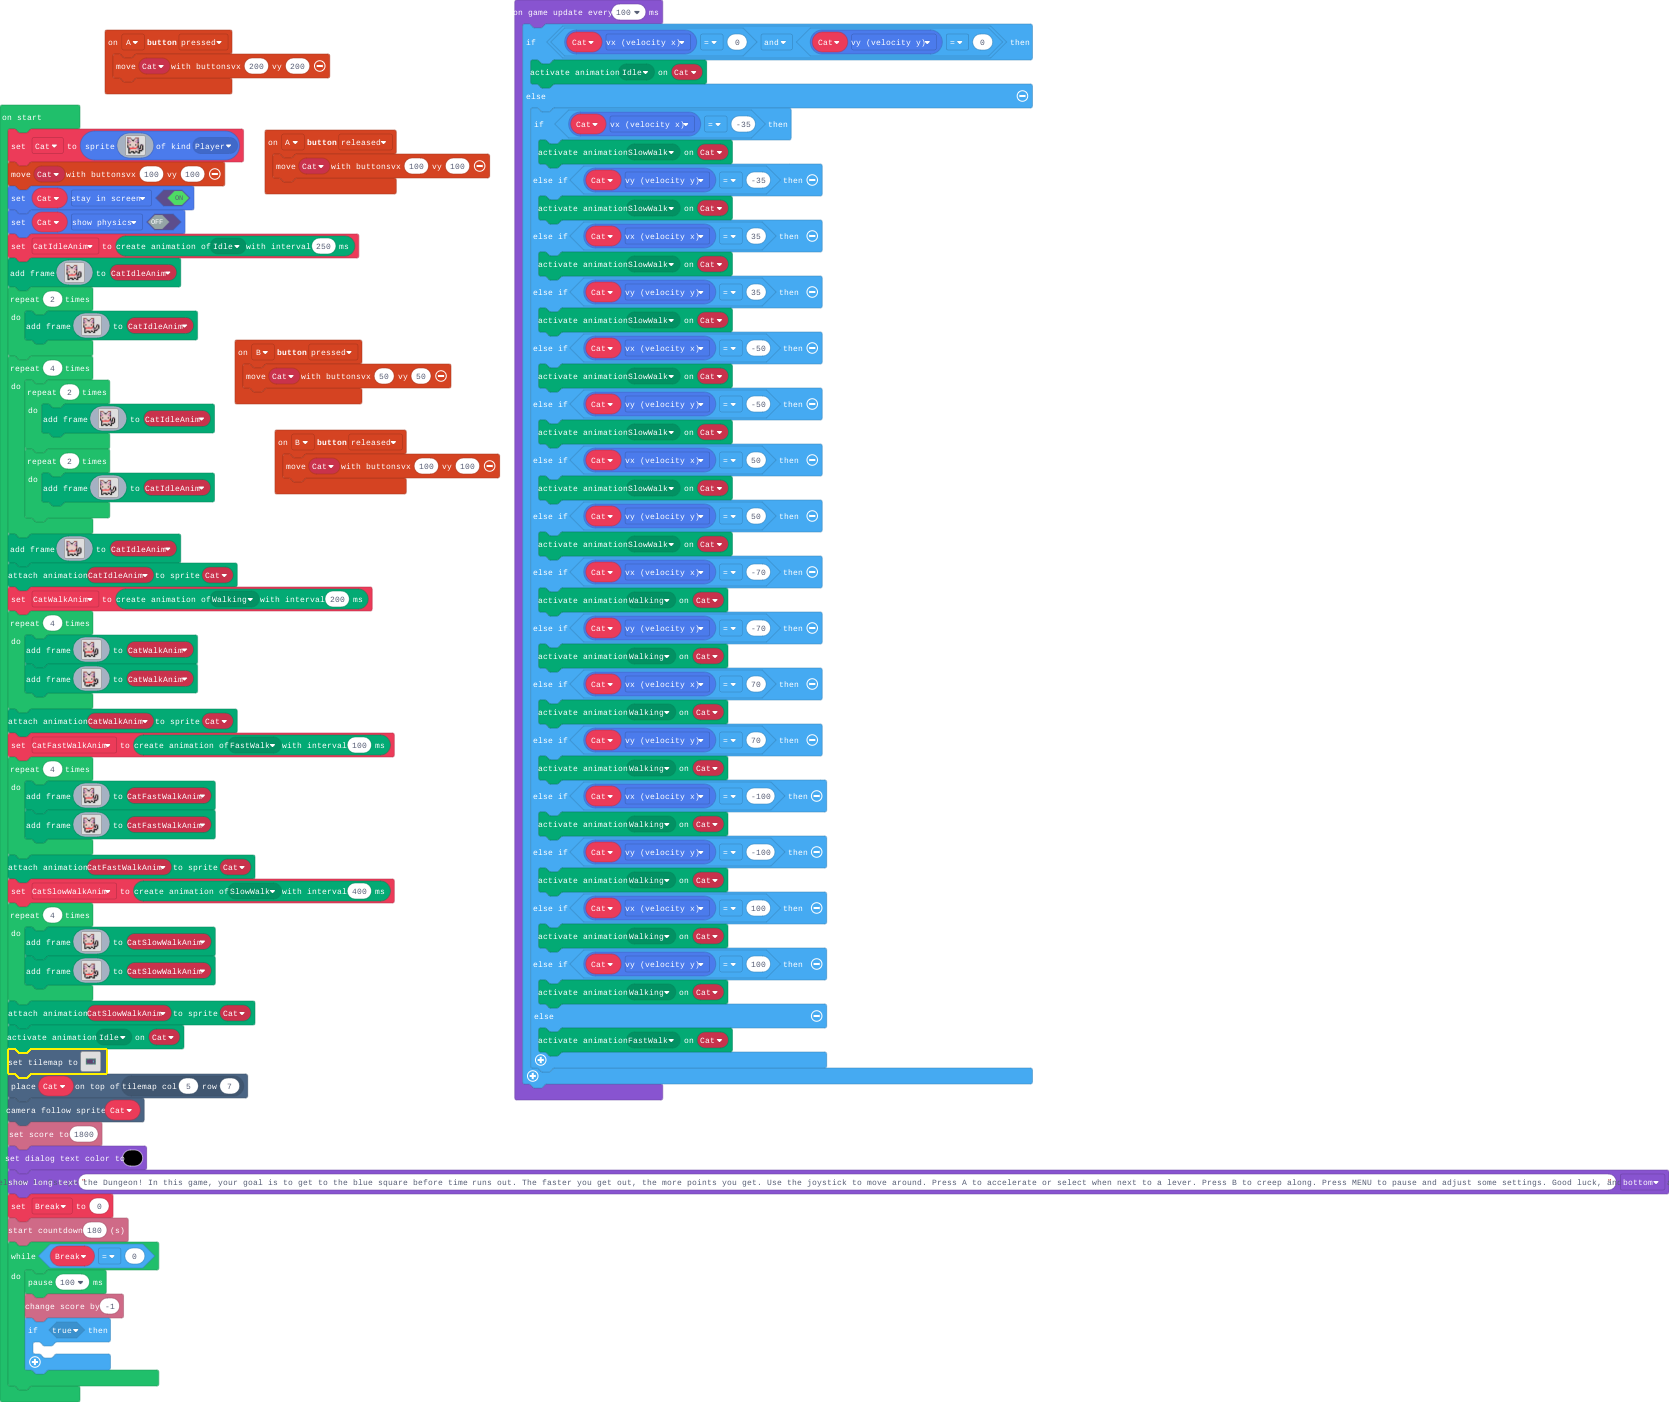 on A button pressed
move Cat with buttons vx 200 vy 200
on start
set Cat to sprite of kind Player
move Cat with buttons vx 100 vy 100
set Cat stay in screen ON
set Cat show physics OFF
set CatIdleAnim to create animation of Idle with interval 250 ms
add frame to CatIdleAnim
repeat 2 times
do
add frame to CatIdleAnim
repeat 4 times
do
repeat 2 times
do
add frame to CatIdleAnim
repeat 2 times
do
add frame to CatIdleAnim
add frame to CatIdleAnim
attach animation CatIdleAnim to sprite Cat
set CatWalkAnim to create animation of Walking with interval 200 ms
repeat 4 times
do
add frame to CatWalkAnim
add frame to CatWalkAnim
attach animation CatWalkAnim to sprite Cat
set CatFastWalkAnim to create animation of FastWalk with interval 100 ms
repeat 4 times
do
add frame to CatFastWalkAnim
add frame to CatFastWalkAnim
attach animation CatFastWalkAnim to sprite Cat
set CatSlowWalkAnim to create animation of SlowWalk with interval 400 ms
repeat 4 times
do
add frame to CatSlowWalkAnim
add frame to CatSlowWalkAnim
attach animation CatSlowWalkAnim to sprite Cat
activate animation Idle on Cat
set tilemap to
place Cat on top of tilemap col 5 row 7
camera follow sprite Cat
set score to 1800
set dialog text color to
show long text the Dungeon! In this game, your goal is to get to the blue square before time runs out. The faster you get out, the more points you get. Use the joystick to move around. Press A to accelerate or select when next to a lever. Press B to creep along. Press MENU to pause and adjust some settings. Good luck, bottom
set Break to 0
start countdown 180 (s)
while Break = 0
do
pause 100 ms
change score by -1
if true then
on A button released
move Cat with buttons vx 100 vy 100
on B button pressed
move Cat with buttons vx 50 vy 50
on B button released
move Cat with buttons vx 100 vy 100
on game update every 100 ms
if Cat vx (velocity x) = 0 and Cat vy (velocity y) = 0 then
activate animation Idle on Cat
else
if Cat vx (velocity x) = -35 then
activate animation SlowWalk on Cat
else if Cat vy (velocity y) = -35 then
activate animation SlowWalk on Cat
else if Cat vx (velocity x) = 35 then
activate animation SlowWalk on Cat
else if Cat vy (velocity y) = 35 then
activate animation SlowWalk on Cat
else if Cat vx (velocity x) = -50 then
activate animation SlowWalk on Cat
else if Cat vy (velocity y) = -50 then
activate animation SlowWalk on Cat
else if Cat vx (velocity x) = 50 then
activate animation SlowWalk on Cat
else if Cat vy (velocity y) = 50 then
activate animation SlowWalk on Cat
else if Cat vx (velocity x) = -70 then
activate animation Walking on Cat
else if Cat vy (velocity y) = -70 then
activate animation Walking on Cat
else if Cat vx (velocity x) = 70 then
activate animation Walking on Cat
else if Cat vy (velocity y) = 70 then
activate animation Walking on Cat
else if Cat vx (velocity x) = -100 then
activate animation Walking on Cat
else if Cat vy (velocity y) = -100 then
activate animation Walking on Cat
else if Cat vx (velocity x) = 100 then
activate animation Walking on Cat
else if Cat vy (velocity y) = 100 then
activate animation Walking on Cat
else
activate animation FastWalk on Cat